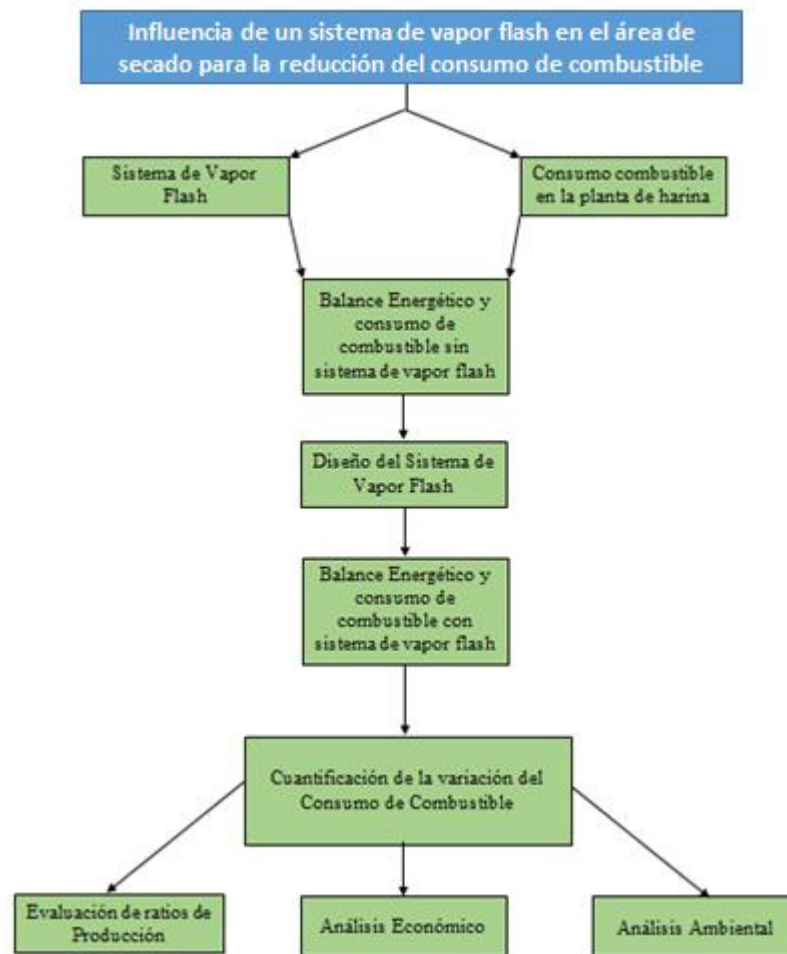 Influencia de un sistema de vapor flash en el área de
secado para la reducción del consumo de combustible
Sistema de Vapor
Flash
Consumo combustible
en la planta de harina
Balance Energético y
consumo de
combustible sin
sistema de vapor flash
Diseño del Sistema de
Vapor Flash
Balance Energético y
consumo de
combustible con
sistema de vapor flash
Cuantificación de la variación del
Consumo de Combustible
Evaluación de ratios de
Producción
Análisis Económico
Análisis Ambiental